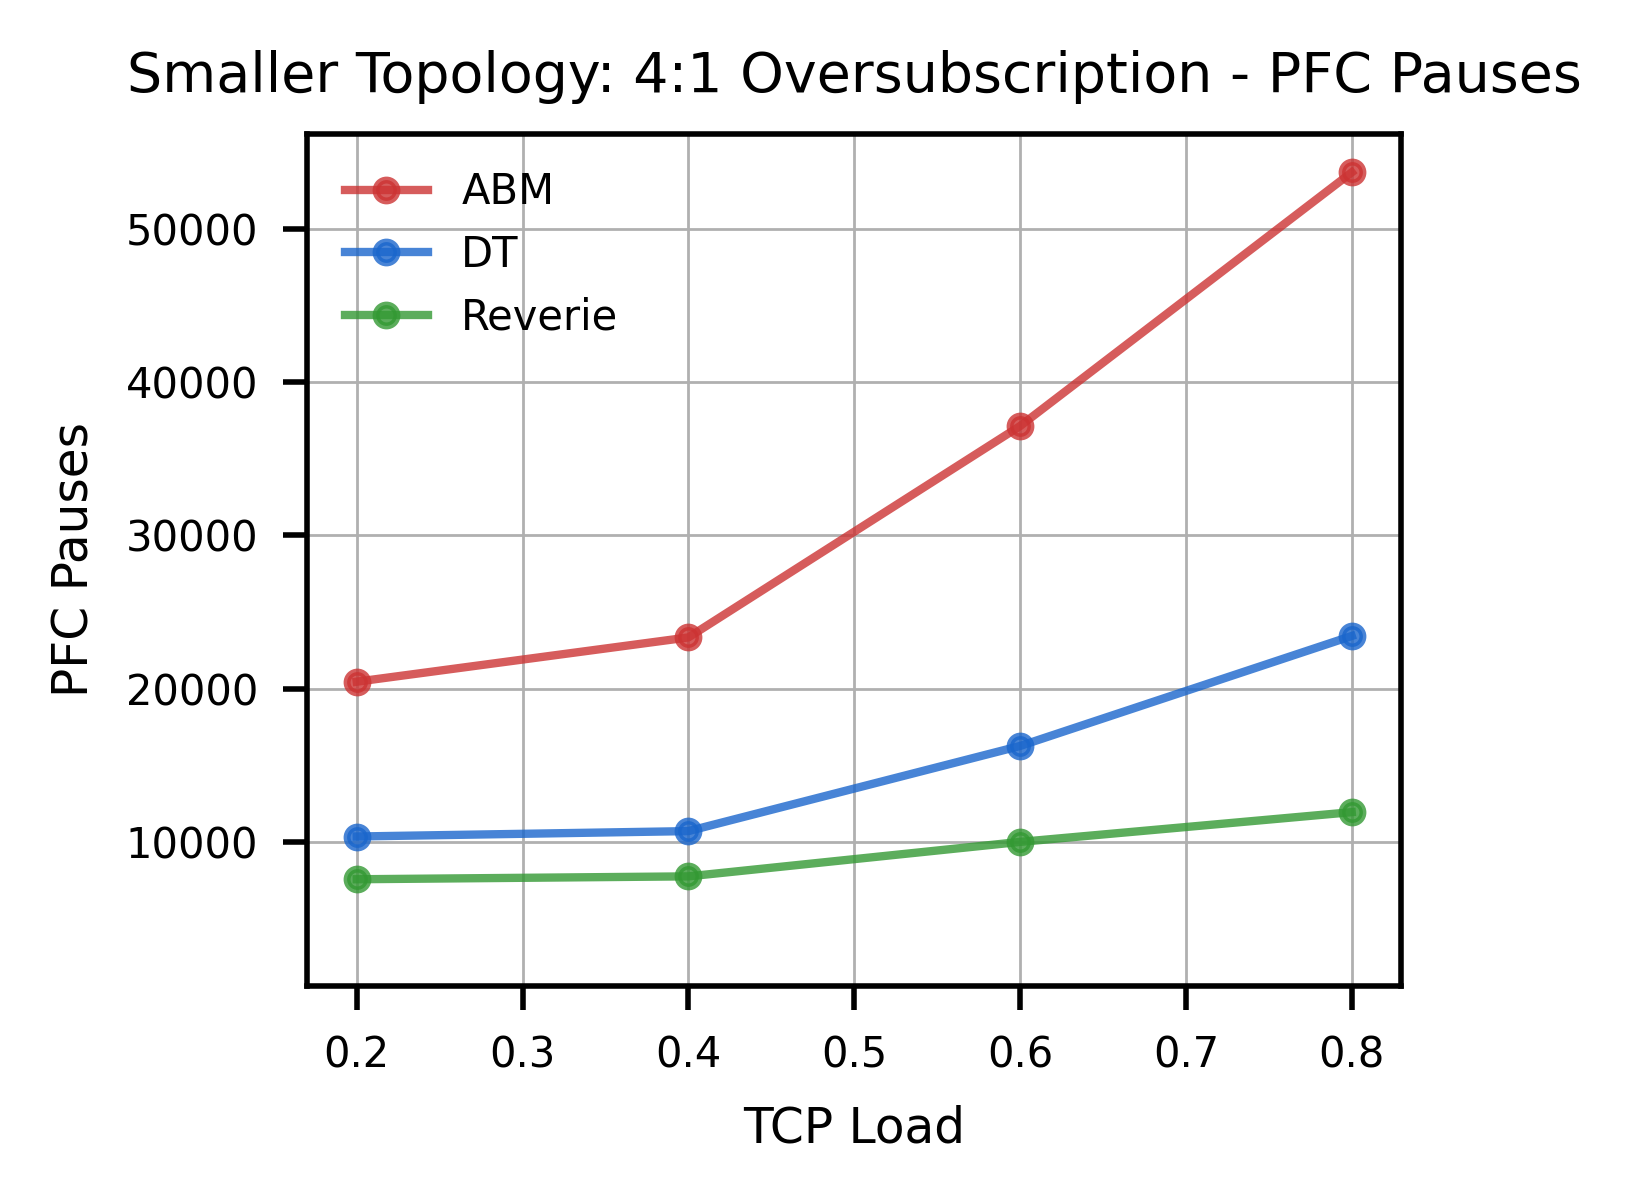 Smaller Topology: 4:1 Oversubscription - PFC Pauses
ABM
DT
Reverie
50000
40000
30000
20000
10000
PFC Pauses
0.2 0.3 0.4 0.5 0.6 0.7 0.8
TCP Load